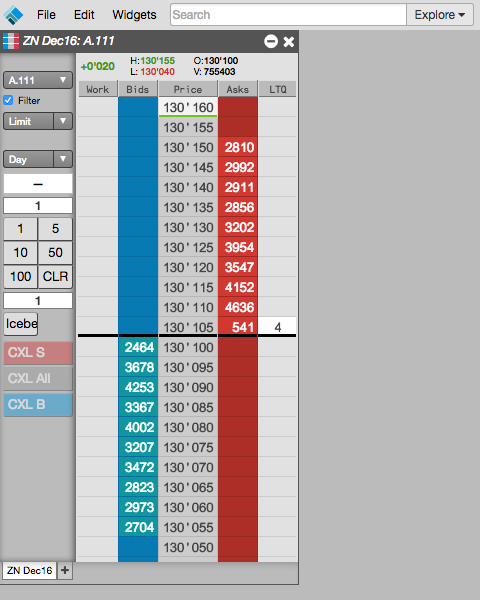 File Edit Widgets Search Explore
ZN Dec16: A.111
+0'020 H:130'155 O:130'100
L: 130'040 V: 755403
A.111
Filter
Limit
Day
–
1
1 5
10 50
100 CLR
1
Icebe
CXL S
CXL All
CXL B
Work Bids Price Asks LTQ
130'160
130'155
130'150 2810
130'145 2992
130'140 2911
130'135 2856
130'130 3202
130'125 3954
130'120 3547
130'115 4152
130'110 4636
130'105 541 4
2464 130'100
3678 130'095
4253 130'090
3367 130'085
4002 130'080
3207 130'075
3472 130'070
2823 130'065
2973 130'060
2704 130'055
130'050
ZN Dec16 +